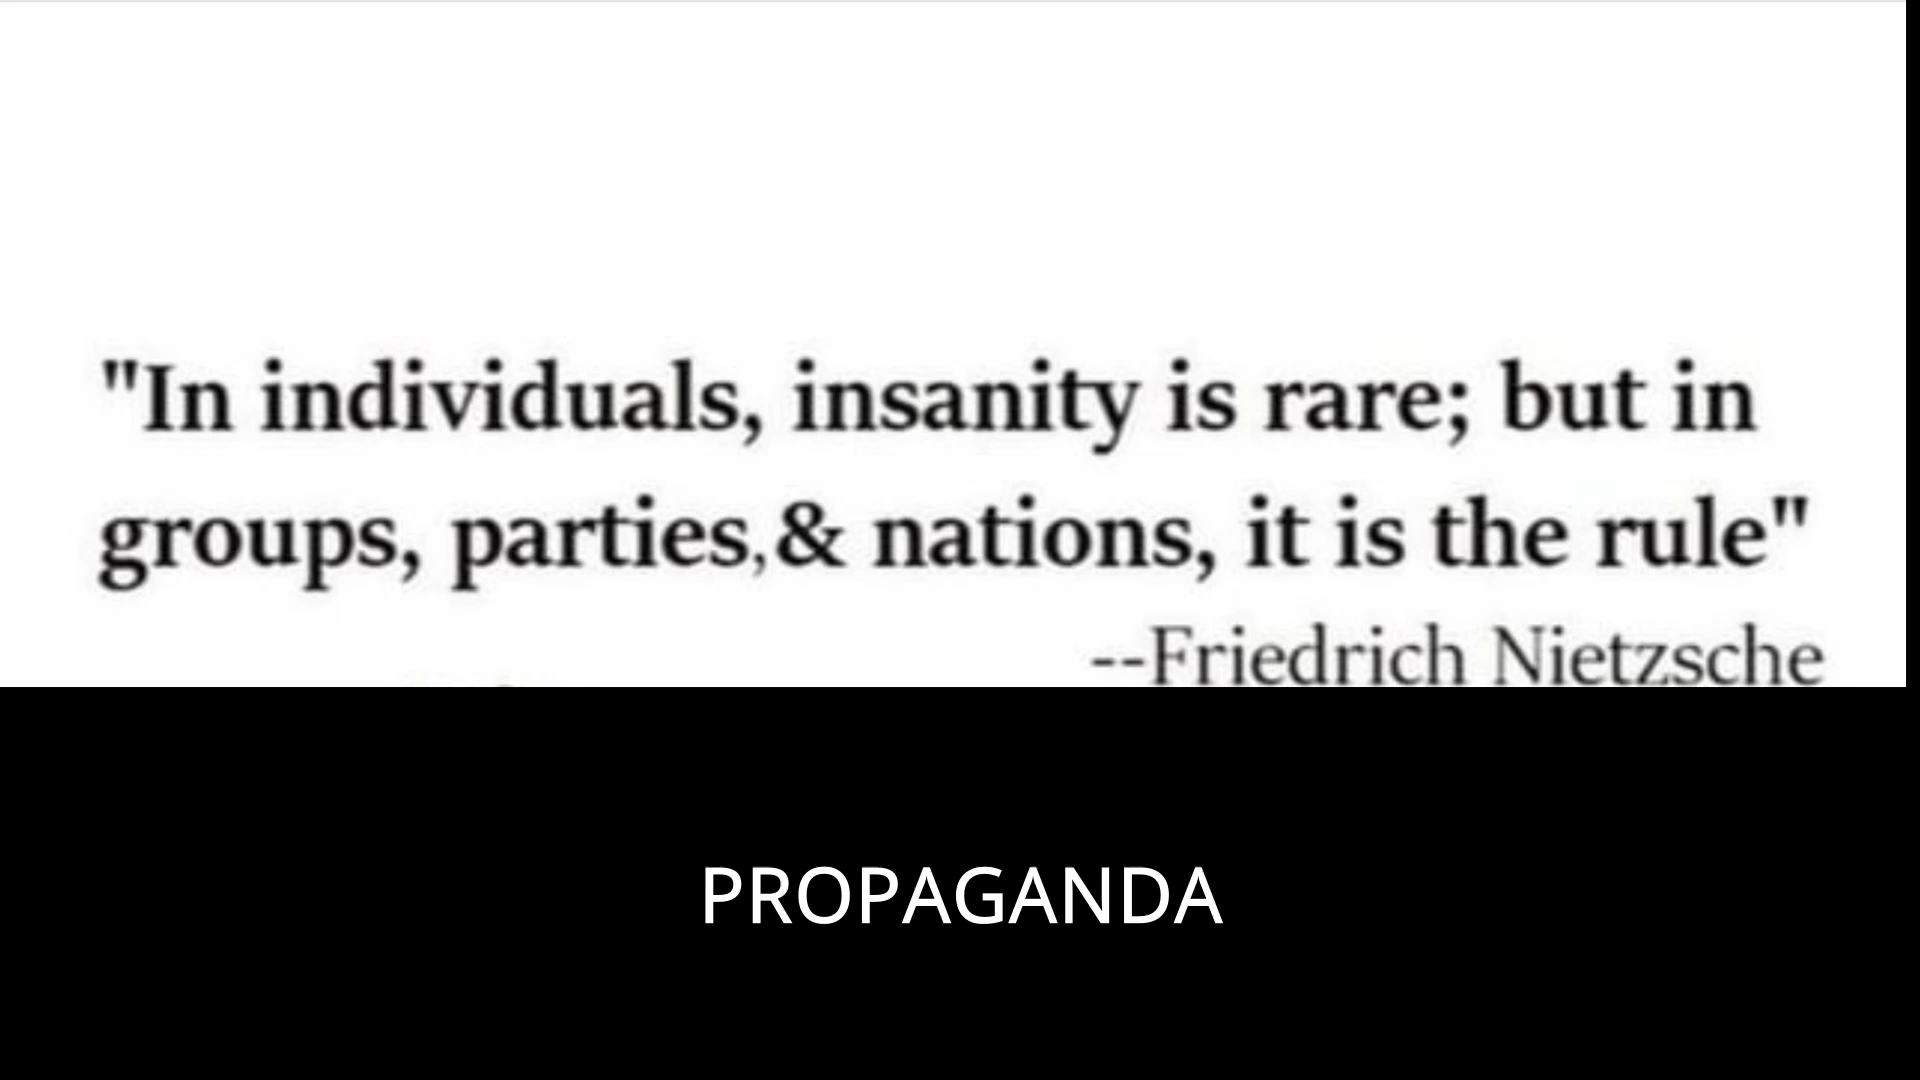 "In individuals, insanity is rare; but in
groups, parties,& nations, it is the rule"
--Friedrich Nietzsche
PROPAGANDA